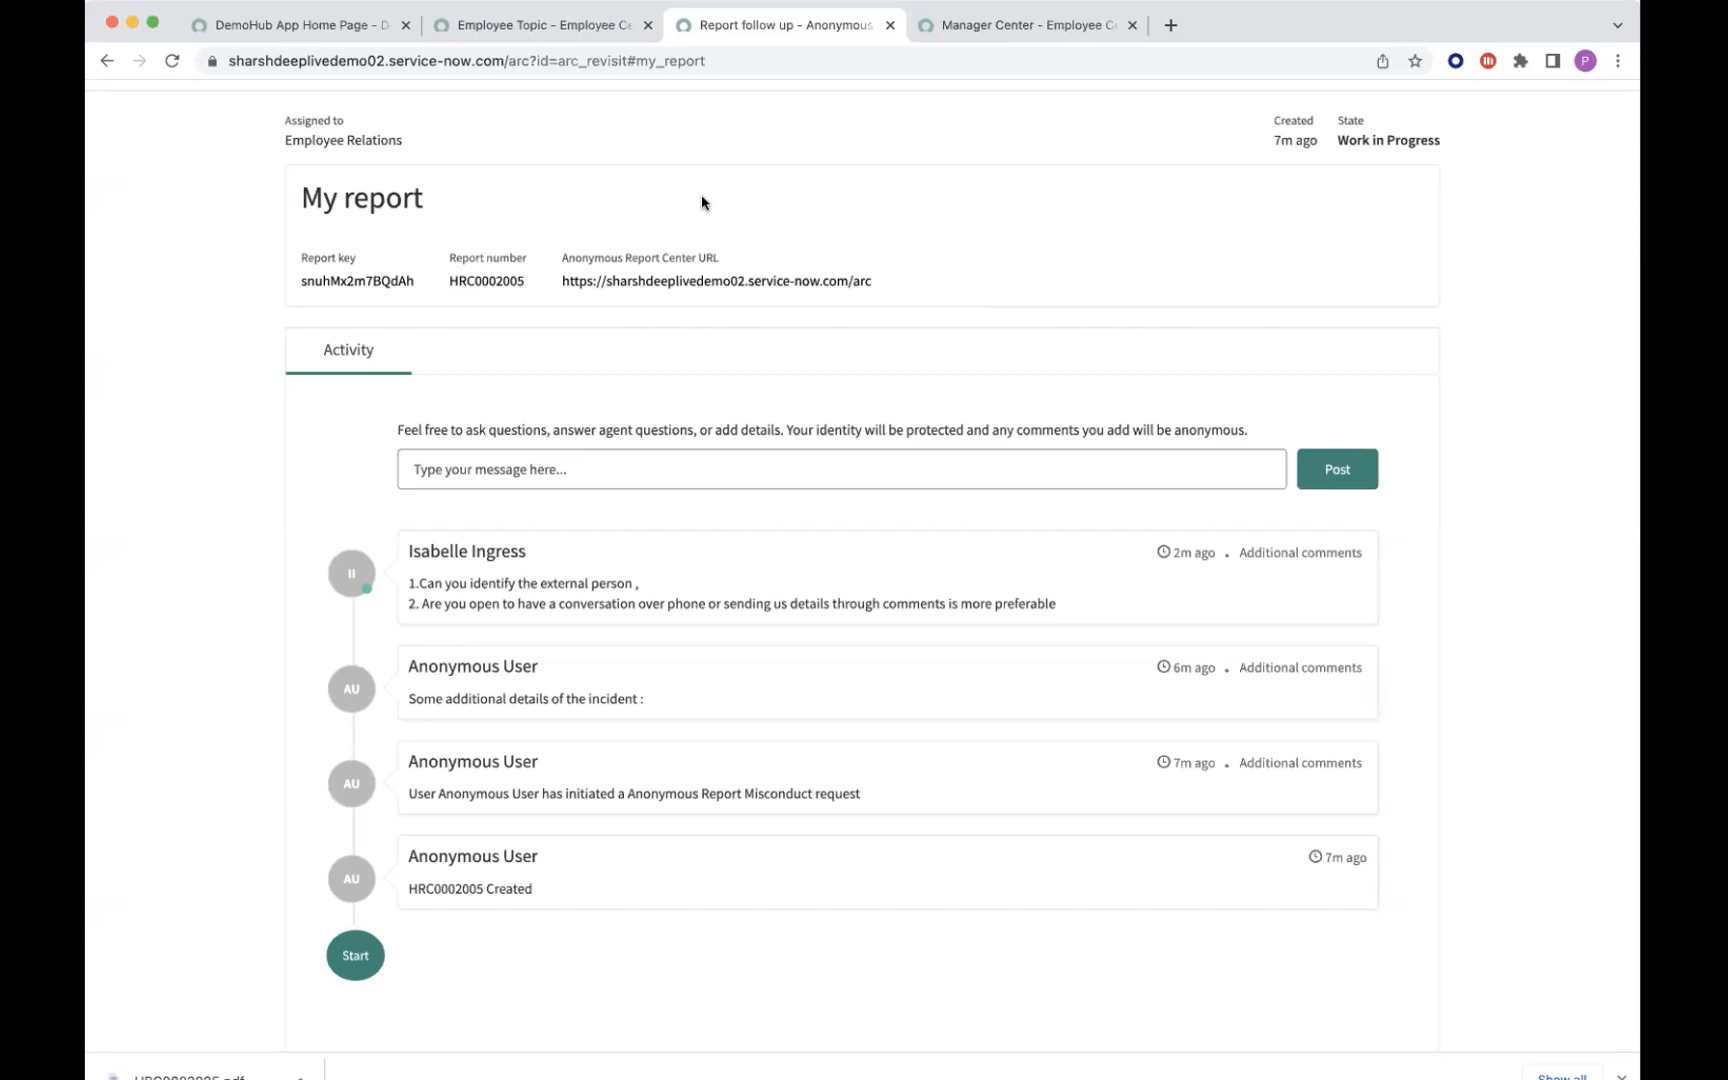 DemoHub App Home Page - D
Employee Topic - Employee Ce
Report follow up - Anonymous
Manager Center - Employee C
sharshdeeplivedemo02.service-now.com/arc?id=arc_revisit#my_report
P
Assigned to
Employee Relations
Created
7m ago
State
Work in Progress
My report
Report key
snuhMx2m7BQdAh
Report number
HRC0002005
Anonymous Report Center URL
https://sharshdeeplivedemo02.service-now.com/arc
Activity
Feel free to ask questions, answer agent questions, or add details. Your identity will be protected and any comments you add will be anonymous.
Type your message here...
Post
II
Isabelle Ingress
2m ago . Additional comments
1.Can you identify the external person ,
2. Are you open to have a conversation over phone or sending us details through comments is more preferable
AU
Anonymous User
6m ago . Additional comments
Some additional details of the incident :
AU
Anonymous User
7m ago . Additional comments
User Anonymous User has initiated a Anonymous Report Misconduct request
AU
Anonymous User
7m ago
HRC0002005 Created
Start
HRC0002005.pdf
Show all